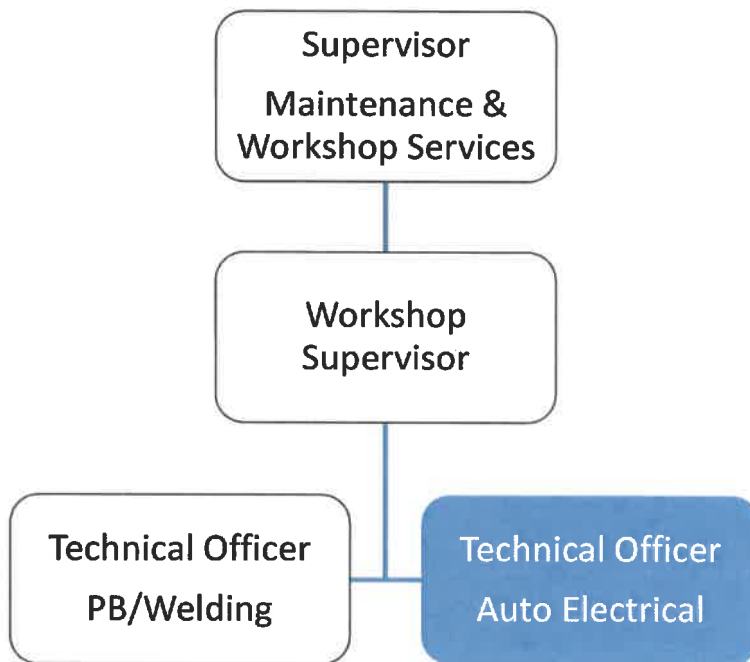 Supervisor
Maintenance &
Workshop Services
Workshop
Supervisor
Technical Officer
PB/Welding
Technical Officer
Auto Electrical